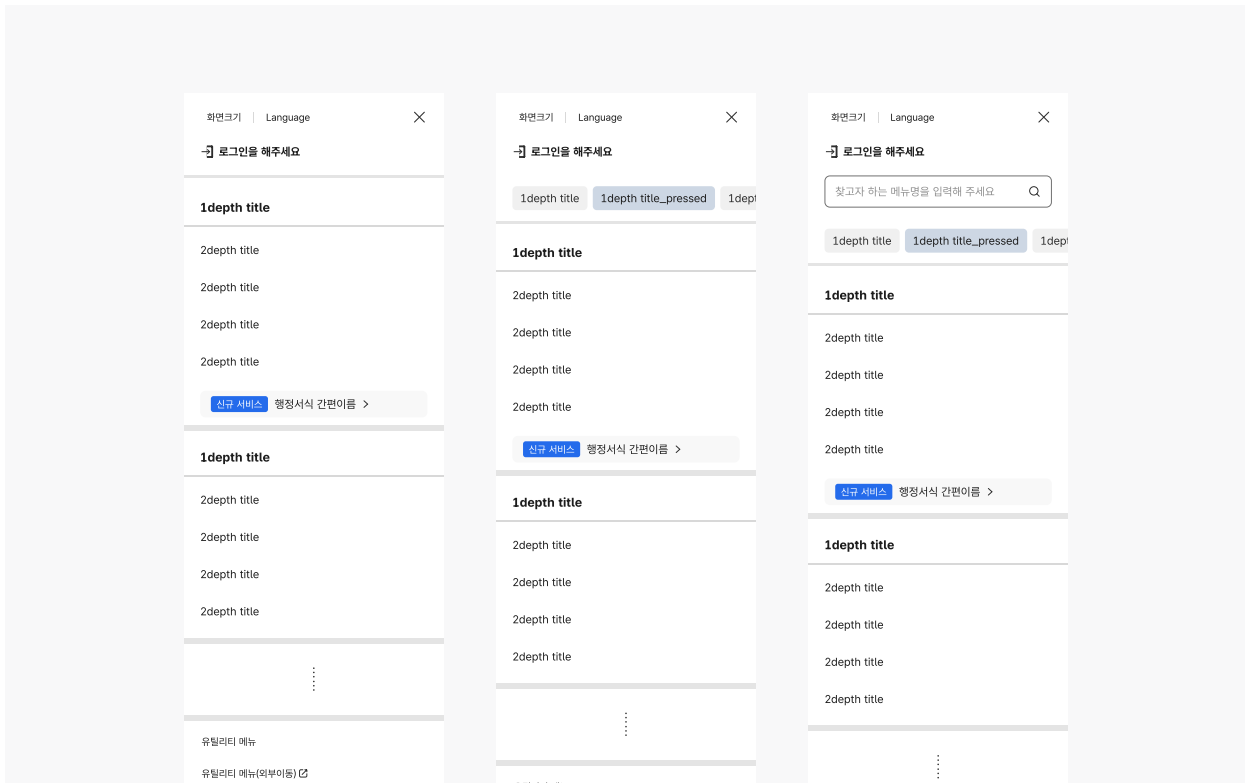 화면크기 Language
로그인을 해주세요
1depth title
2depth title
2depth title
2depth title
2depth title
신규 서비스 행정서식 간편이름
1depth title
2depth title
2depth title
2depth title
2depth title
유틸리티 메뉴
유틸리티 메뉴(외부이동)
화면크기 Language
로그인을 해주세요
1depth title 1depth title_pressed 1dept
1depth title
2depth title
2depth title
2depth title
2depth title
신규 서비스 행정서식 간편이름
1depth title
2depth title
2depth title
2depth title
2depth title
화면크기 Language
로그인을 해주세요
찾고자 하는 메뉴명을 입력해 주세요
1depth title 1depth title_pressed 1dept
1depth title
2depth title
2depth title
2depth title
2depth title
신규 서비스 행정서식 간편이름
1depth title
2depth title
2depth title
2depth title
2depth title